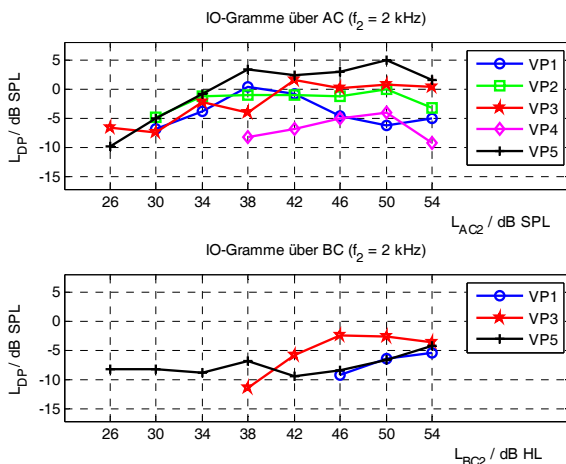 IO-Gramme über AC (f2 = 2 kHz)
LDP/ dB SPL
5
0
-5
-10
-15
26 30 34 38 42 46 50 54
LAC2 / dB SPL
VP1
VP2
VP3
VP4
VP5
IO-Gramme über BC (f2 = 2 kHz)
LDP/ dB SPL
5
0
-5
-10
-15
26 30 34 38 42 46 50 54
LBC2 / dB HL
VP1
VP3
VP5